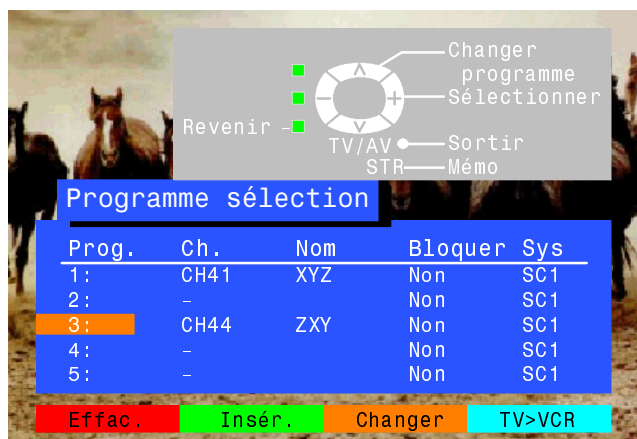 Changer
programme
Sélectionner
Revenir
TV/AV
Sortir
STR
Mémo
Programme sélection
Prog. Ch. Nom Bloquer Sys
1: CH41 XYZ Non SC1
2: – Non SC1
3: CH44 ZXY Non SC1
4: – Non SC1
5: – Non SC1
Effac. Insér. Changer TV>VCR